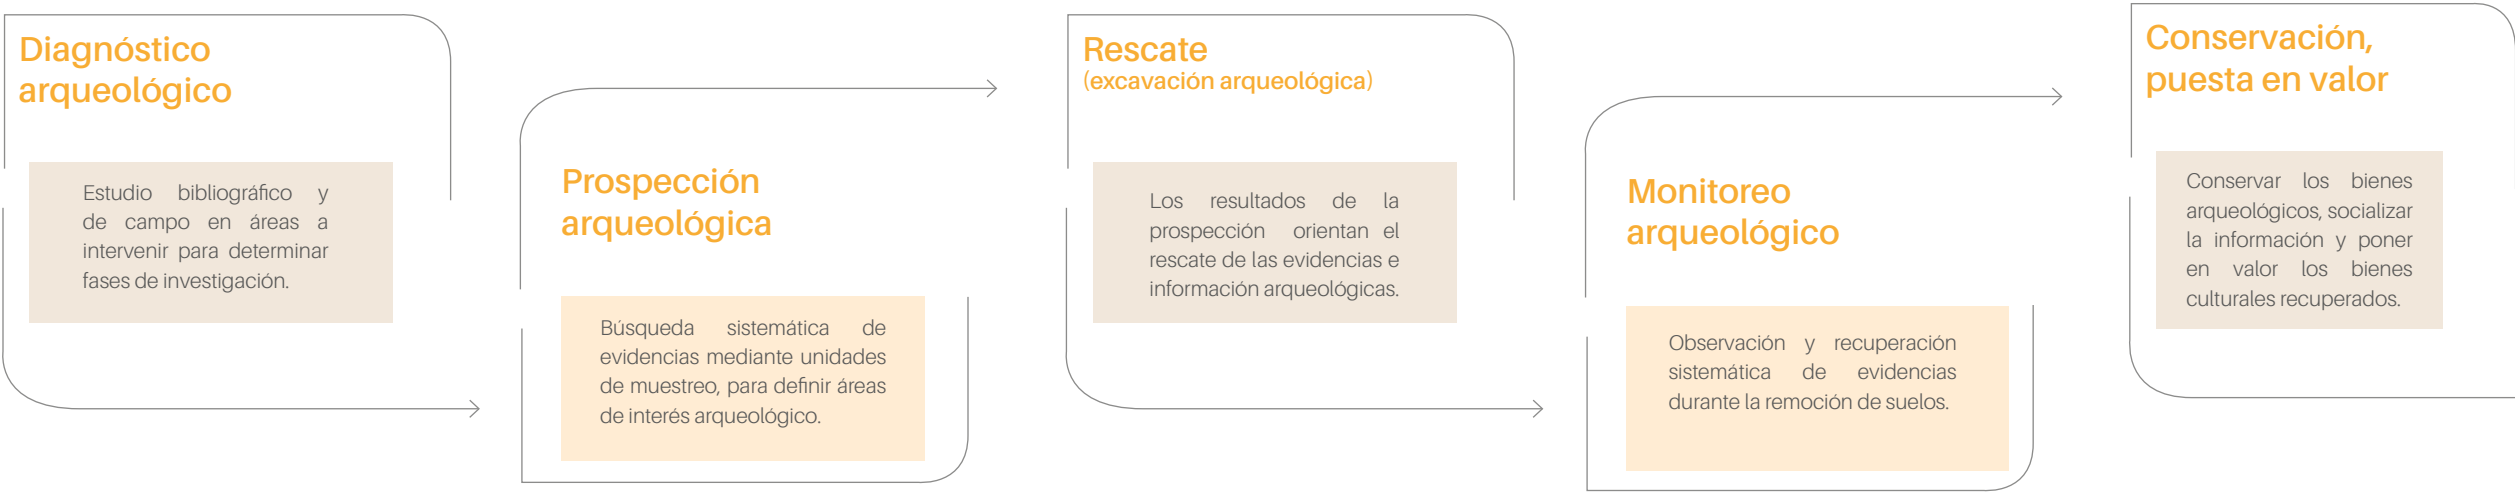 Diagnóstico
arqueológico
Estudio bibliográfico y
de campo en áreas a
intervenir para determinar
fases de investigación.
Prospección
arqueológica
Búsqueda sistemática de
evidencias mediante unidades
de muestreo, para definir áreas
de interés arqueológico.
Rescate
(excavación arqueológica)
Los resultados de la
prospección orientan el
rescate de las evidencias e
información arqueológicas.
Monitoreo
arqueológico
Observación y recuperación
sistemática de evidencias
durante la remoción de suelos.
Conservación,
puesta en valor
Conservar los bienes
arqueológicos, socializar
la información y poner
en valor los bienes
culturales recuperados.